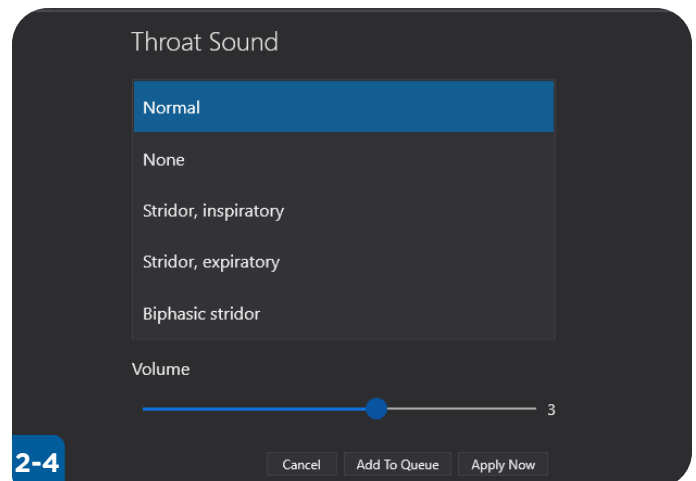 Throat Sound
Normal
None
Stridor, inspiratory
Stridor, expiratory
Biphasic stridor
Volume
3
2-4
Cancel Add To Queue Apply Now